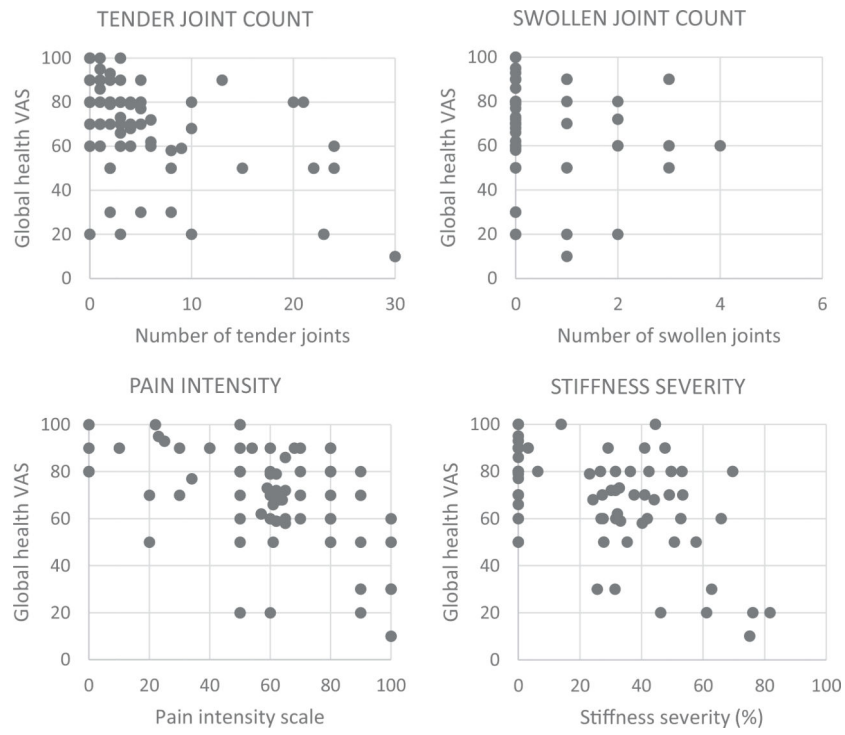 TENDER JOINT COUNT
Global health VAS
100
80
60
40
20
0
0 10 20 30
Number of tender joints
SWOLLEN JOINT COUNT
Global health VAS
100
80
60
40
20
0
0 2 4 6
Number of swollen joints
PAIN INTENSITY
Global health VAS
100
80
60
40
20
0
0 20 40 60 80 100
Pain intensity scale
STIFFNESS SEVERITY
Global health VAS
100
80
60
40
20
0
0 20 40 60 80 100
Stiffness severity (%)